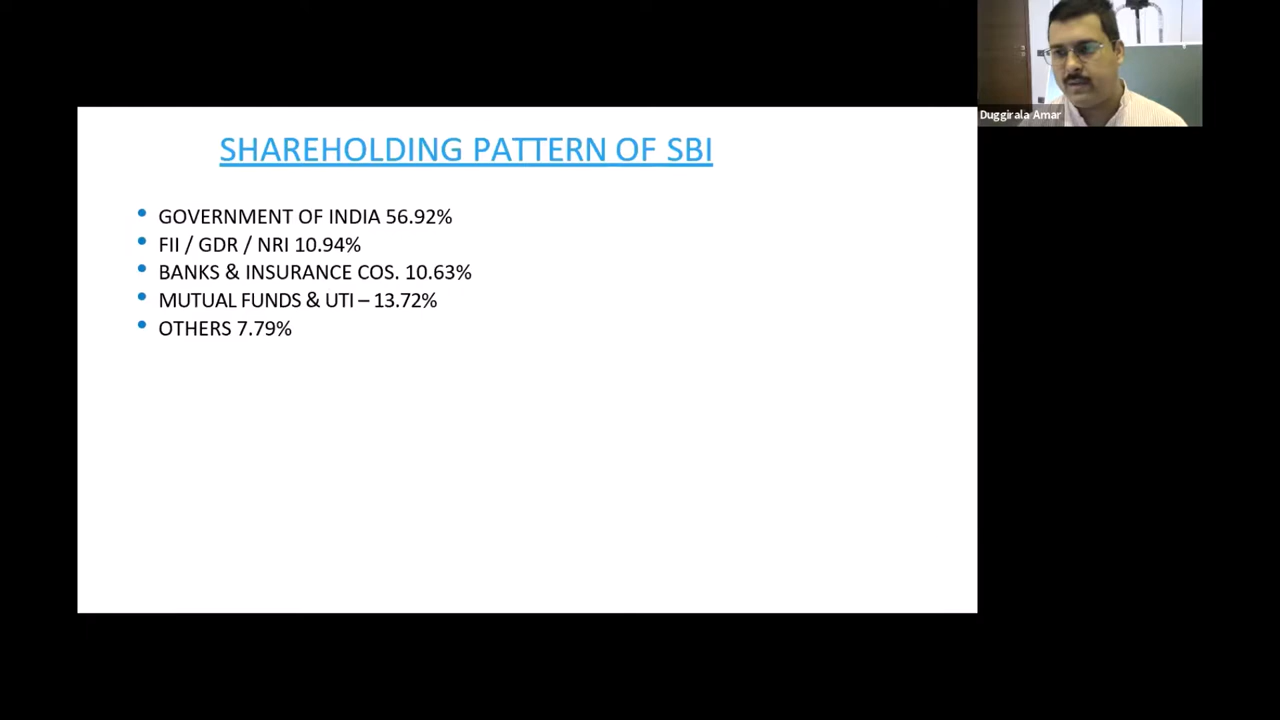 SHAREHOLDING PATTERN OF SBI
• GOVERNMENT OF INDIA 56.92%
• FII / GDR / NRI 10.94%
• BANKS & INSURANCE COS. 10.63%
• MUTUAL FUNDS & UTI – 13.72%
• OTHERS 7.79%
Duggirala Amar